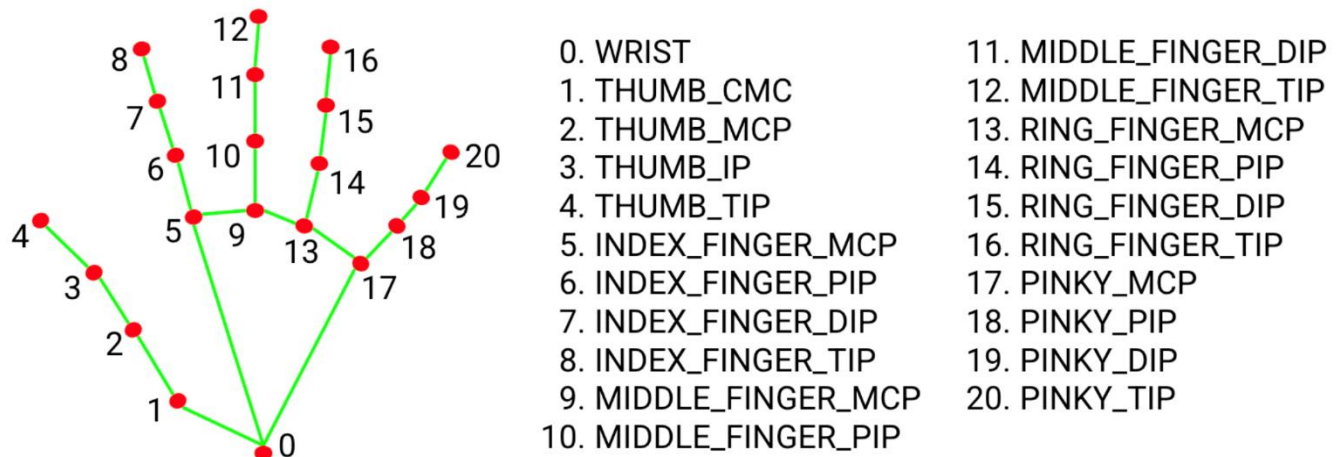 12
8
16
11
7
15
10
6
20
14
19
4
5
9
18
13
3
17
2
1
0
0. WRIST
1. THUMB_CMC
2. THUMB_MCP
3. THUMB_IP
4. THUMB_TIP
5. INDEX_FINGER_MCP
6. INDEX_FINGER_PIP
7. INDEX_FINGER_DIP
8. INDEX_FINGER_TIP
9. MIDDLE_FINGER_MCP
10. MIDDLE_FINGER_PIP
11. MIDDLE_FINGER_DIP
12. MIDDLE_FINGER_TIP
13. RING_FINGER_MCP
14. RING_FINGER_PIP
15. RING_FINGER_DIP
16. RING_FINGER_TIP
17. PINKY_MCP
18. PINKY_PIP
19. PINKY_DIP
20. PINKY_TIP